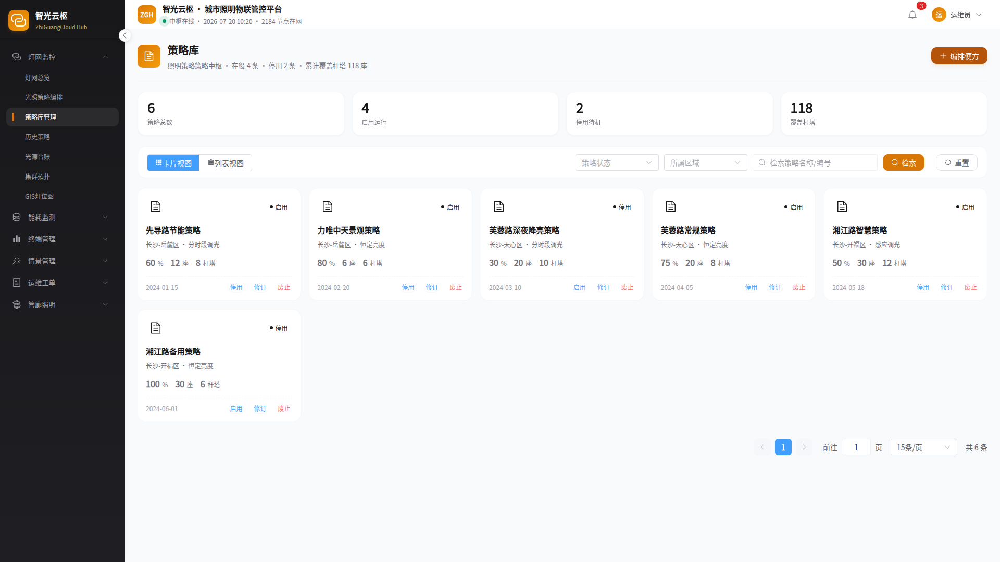 智光云枢
ZhiGuangCloud Hub
灯网监控
灯网总览
光照策略编排
策略库管理
历史策略
光源台账
集群拓扑
GIS灯位图
能耗监测
终端管理
情景管理
运维工单
管廊照明
ZGH
智光云枢 · 城市照明物联管控平台
中枢在线 · 2026-07-20 10:20 · 2184 节点在网
3
运
运维员
策略库
照明策略策略中枢 · 在役 4 条 · 停用 2 条 · 累计覆盖杆塔 118 座
编排便方
6
策略总数
4
启用运行
2
停用待机
118
覆盖杆塔
卡片视图
列表视图
策略状态
所属区域
检索策略名称/编号
检索
重置
启用
先导路节能策略
长沙-岳麓区 · 分时段调光
60 % 12 座 8 杆塔
2024-01-15 停用 修订 废止
启用
力唯中天景观策略
长沙-岳麓区 · 恒定亮度
80 % 6 座 6 杆塔
2024-02-20 停用 修订 废止
停用
芙蓉路深夜降亮策略
长沙-天心区 · 分时段调光
30 % 20 座 10 杆塔
2024-03-10 启用 修订 废止
启用
芙蓉路常规策略
长沙-天心区 · 恒定亮度
75 % 20 座 8 杆塔
2024-04-05 停用 修订 废止
启用
湘江路智慧策略
长沙-开福区 · 感应调光
50 % 30 座 12 杆塔
2024-05-18 停用 修订 废止
停用
湘江路备用策略
长沙-开福区 · 恒定亮度
100 % 30 座 6 杆塔
2024-06-01 启用 修订 废止
1 前往 1 页 15条/页 共 6 条